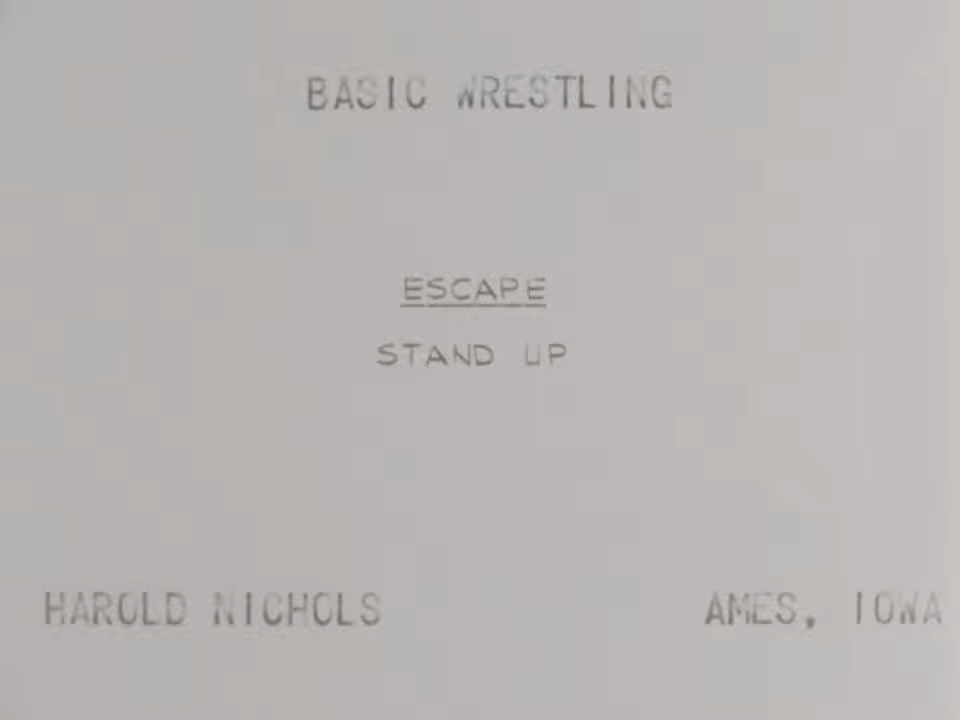 BASIC WRESTLING
ESCAPE
STAND UP
HAROLD NICHOLS
AMES, IOWA